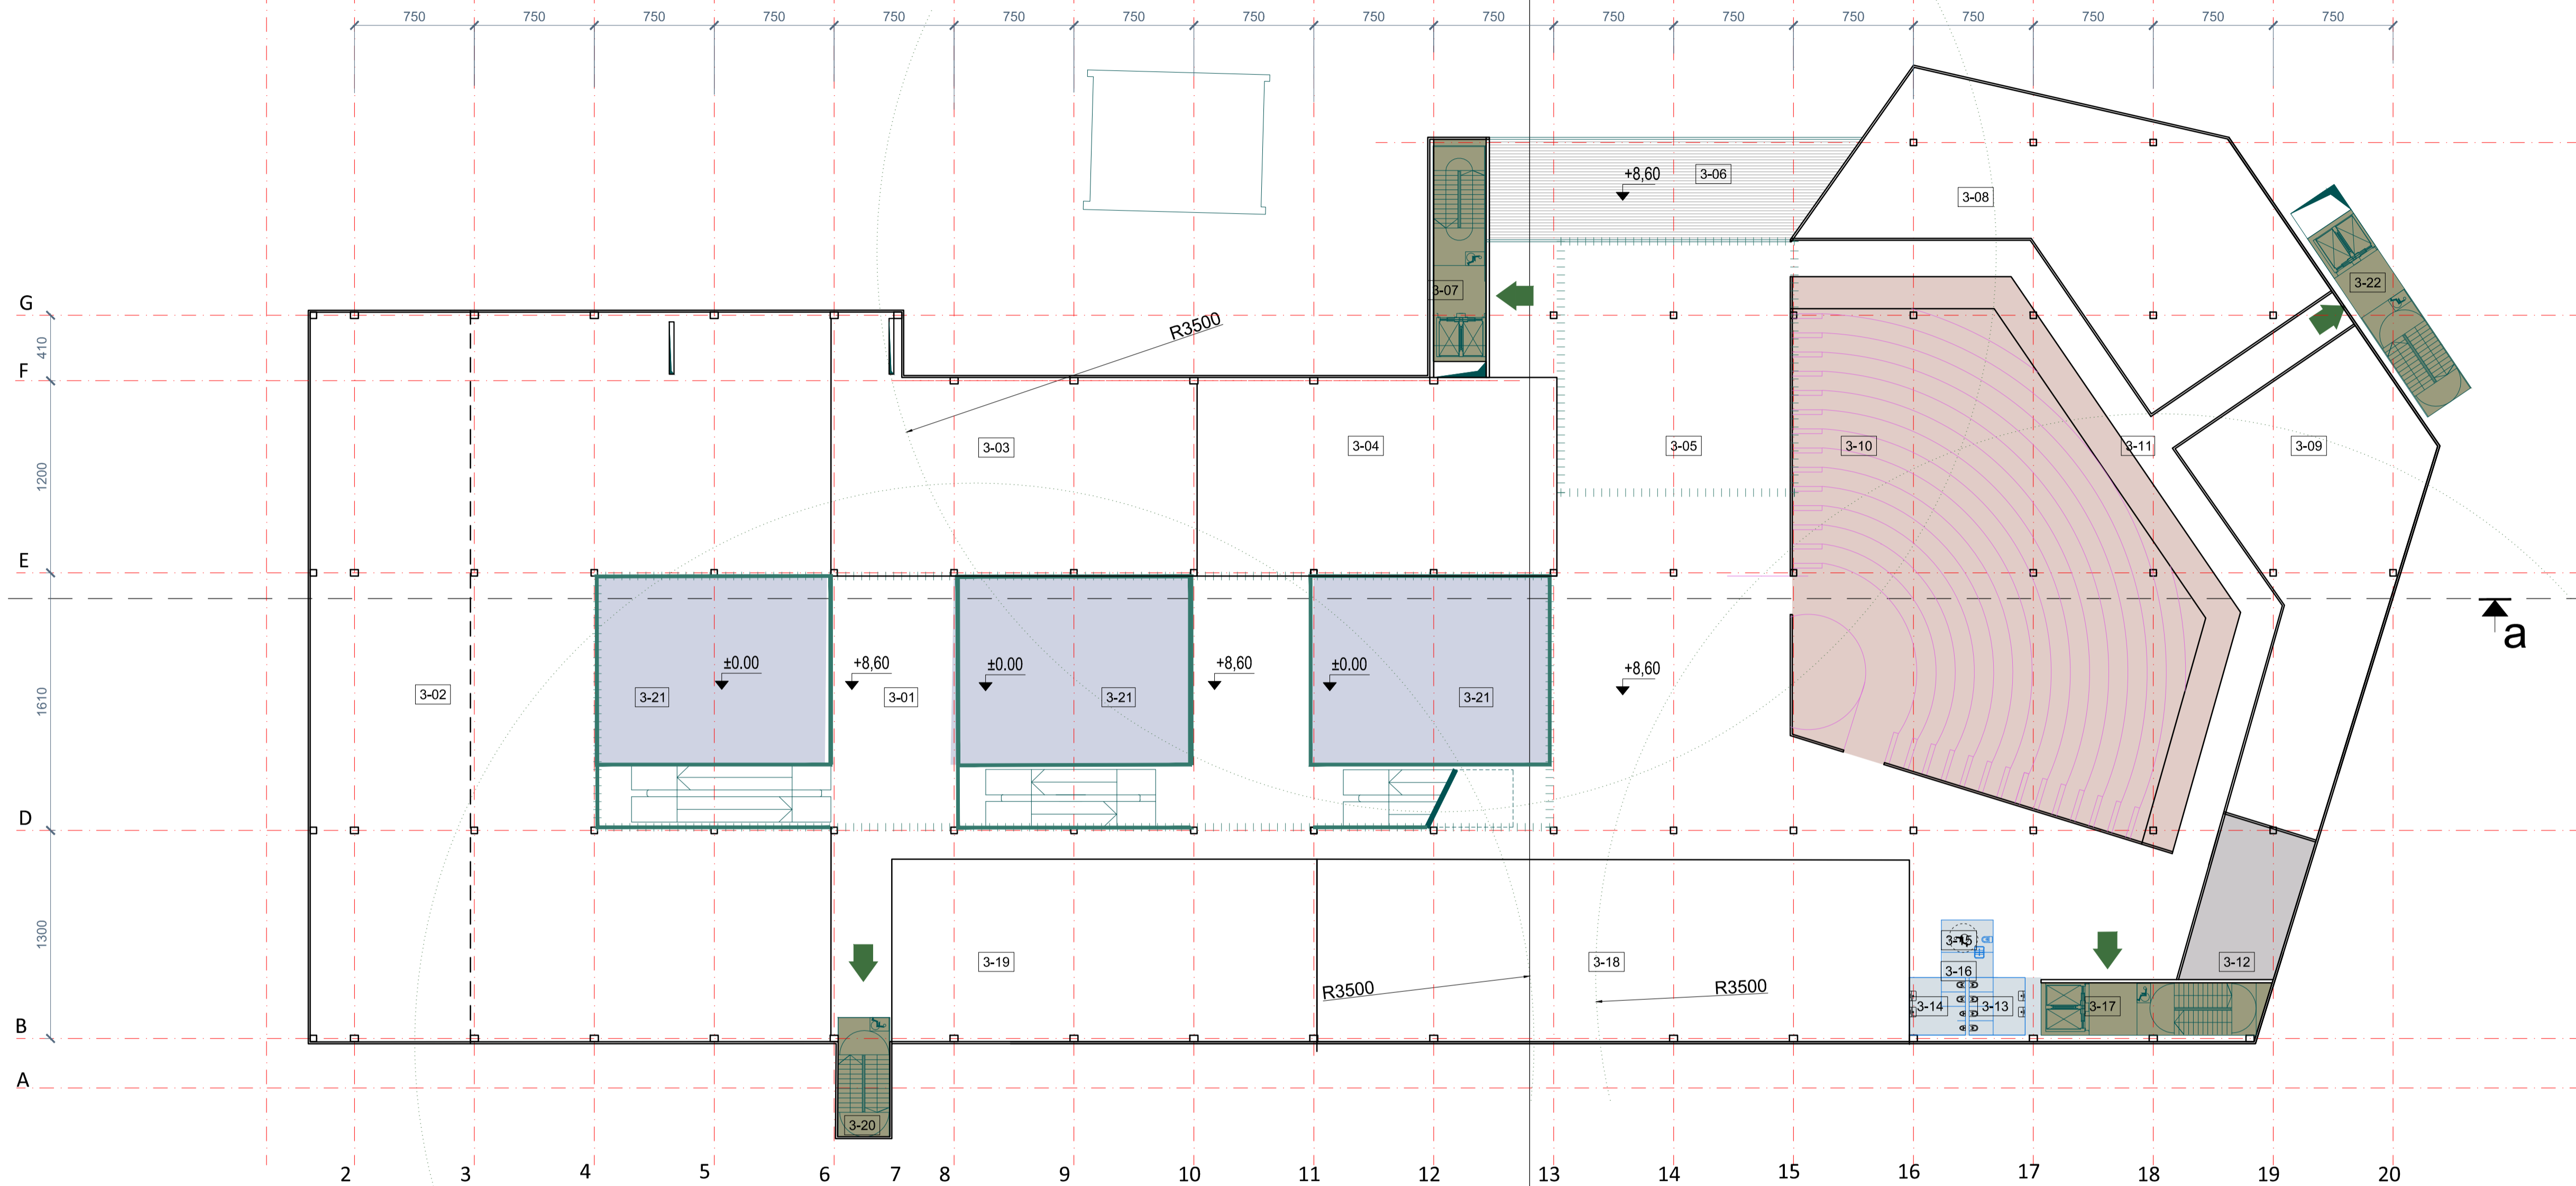 750 750 750 750 750 750 750 750 750 750 750 750 750 750 750 750 750
+8,60 3-06
3-08
3-07
3-22
G
R3500
410
F
3-03 3-04 3-05 3-10 3-11 3-09
1200
E
a
±0.00 +8,60 ±0.00 +8,60 ±0.00 +8,60
3-02 3-21 3-01 3-21 3-21
1610
D
1300
3-15
3-19 3-18 3-12
3-16
R3500 R3500
3-14 3-13 3-17
B
A
3-20
2 3 4 5 6 7 8 9 10 11 12 13 14 15 16 17 18 19 20